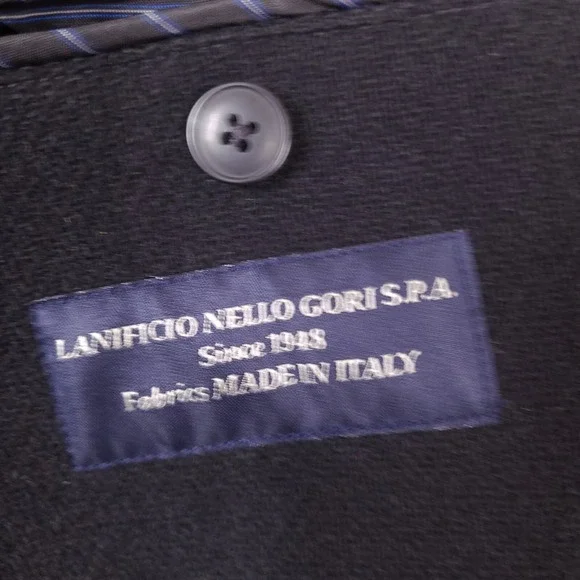 LANIFICIO NELLO GORI S.P.A.
Since 1948
Fabrics MADE IN ITALY